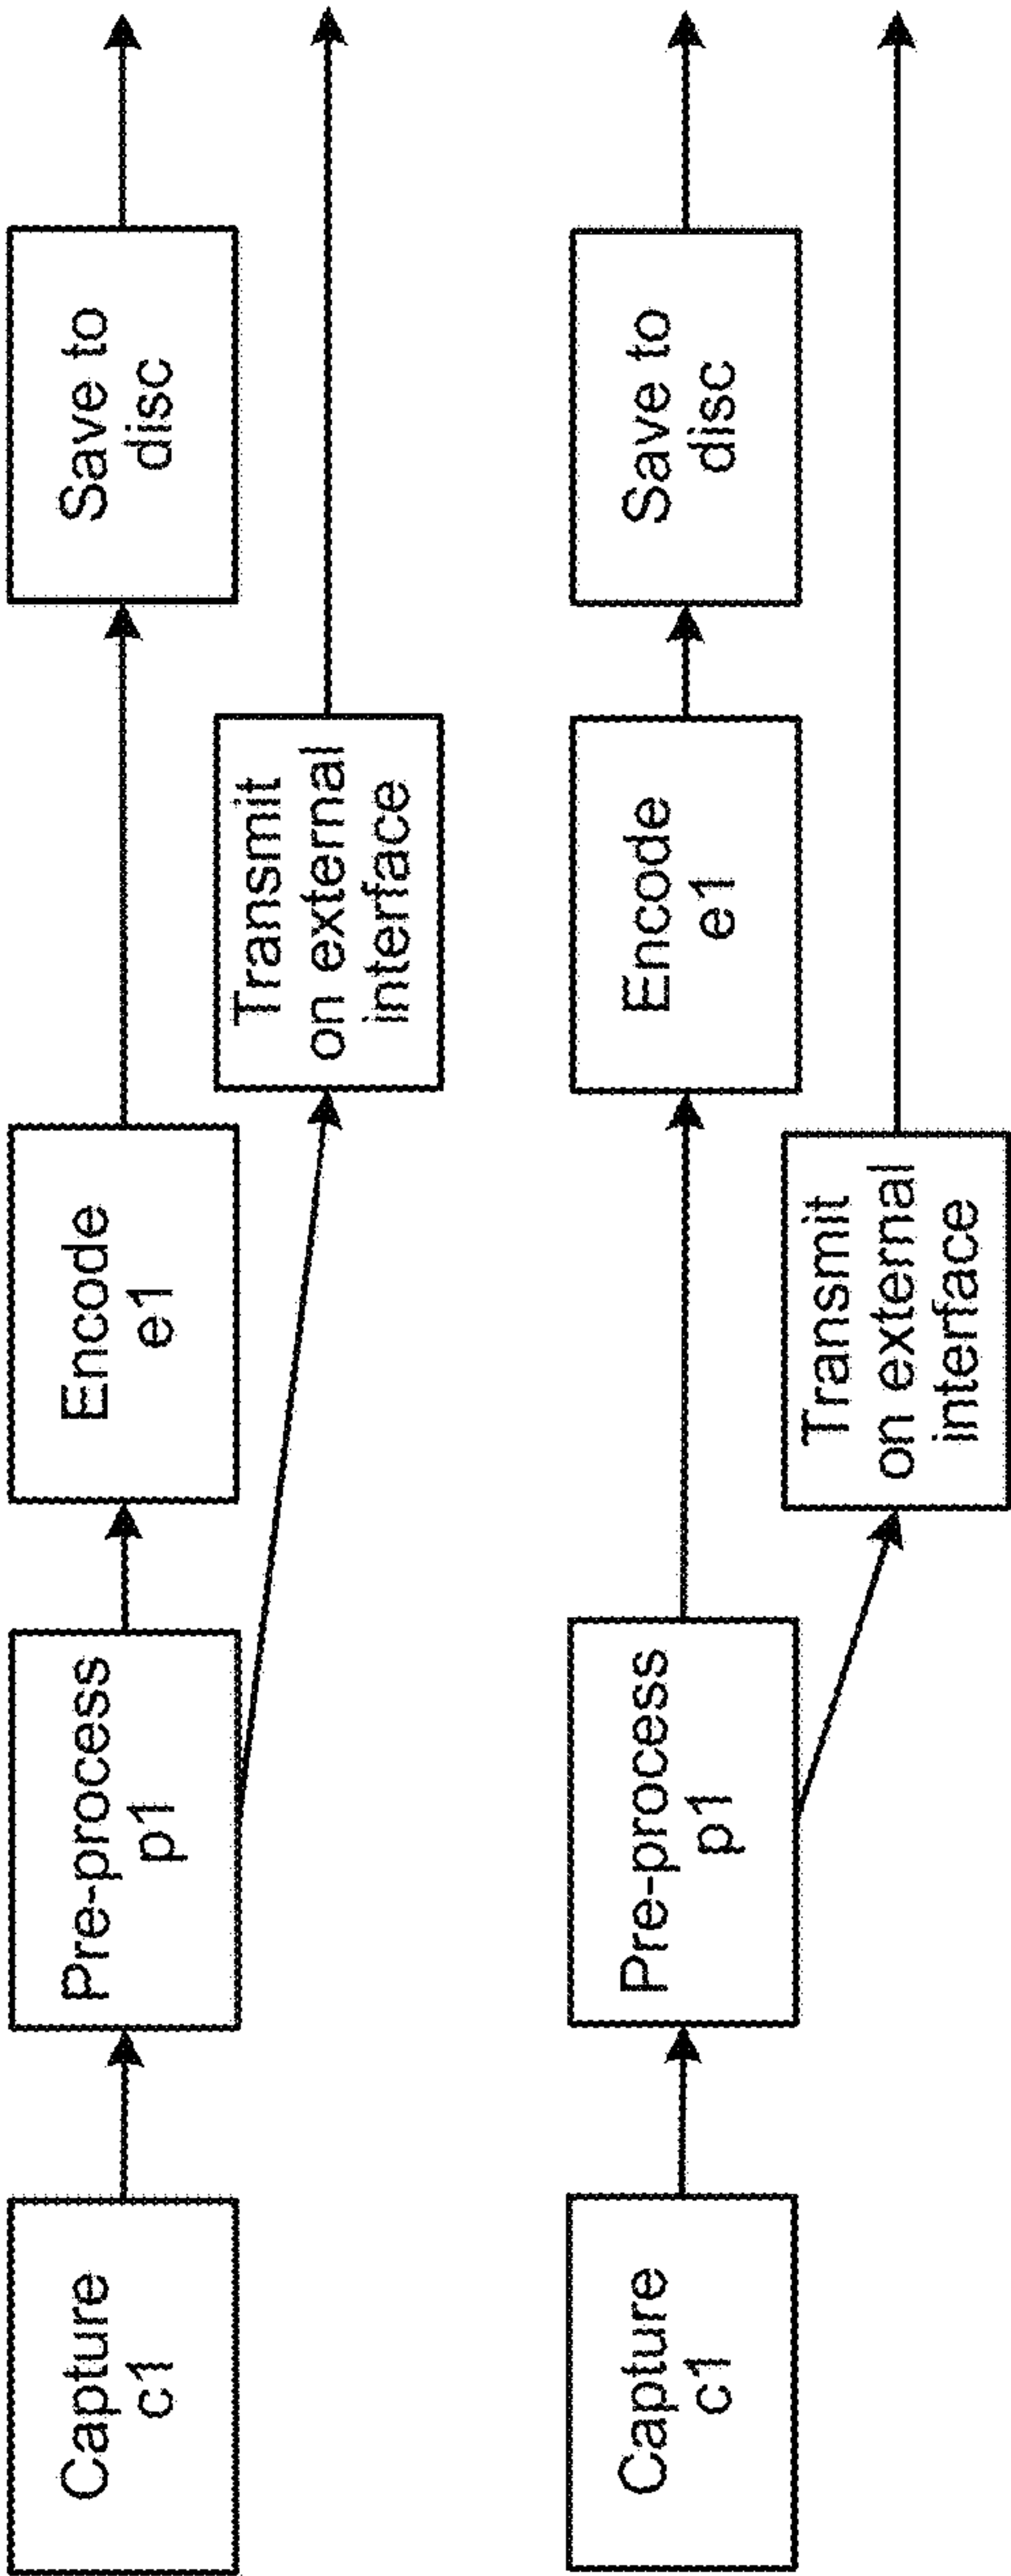 Capture
c1
Pre-process
p1
Encode
e1
Transmit
on external
interface
Save to
disc
Capture
c1
Pre-process
p1
Transmit
on external
interface
Encode
e1
Save to
disc